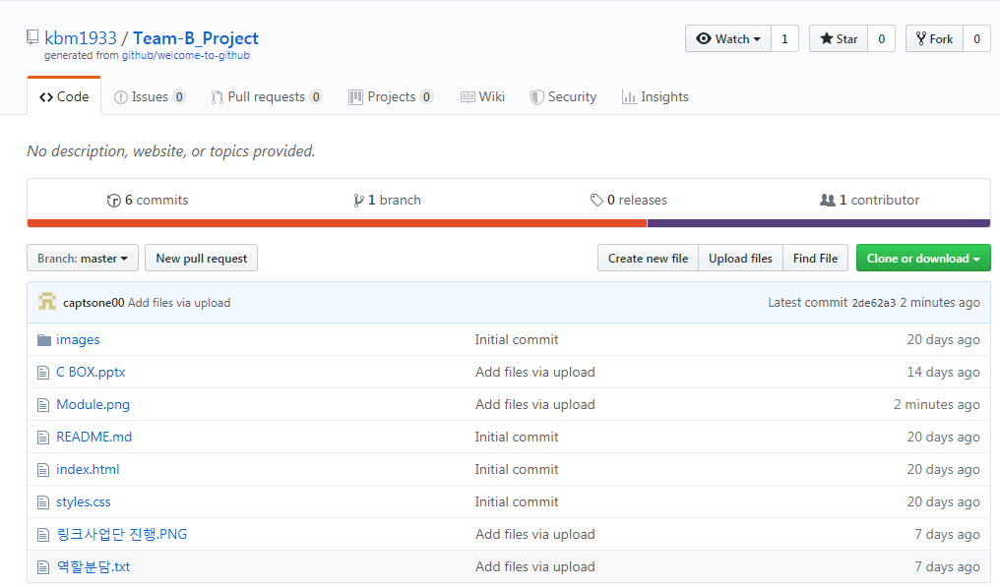 kbm1933 / Team-B_Project
Watch 1 Star 0 Fork 0
generated from github/welcome-to-github
Code Issues 0 Pull requests 0 Projects 0 Wiki Security Insights
No description, website, or topics provided.
6 commits 1 branch 0 releases 1 contributor
Branch: master New pull request Create new file Upload files Find File Clone or download
captsone00 Add files via upload Latest commit 2de62a3 2 minutes ago
images Initial commit 20 days ago
C BOX.pptx Add files via upload 14 days ago
Module.png Add files via upload 2 minutes ago
README.md Initial commit 20 days ago
index.html Initial commit 20 days ago
styles.css Initial commit 20 days ago
링크사업단 진행.PNG Add files via upload 7 days ago
역할분담.txt Add files via upload 7 days ago